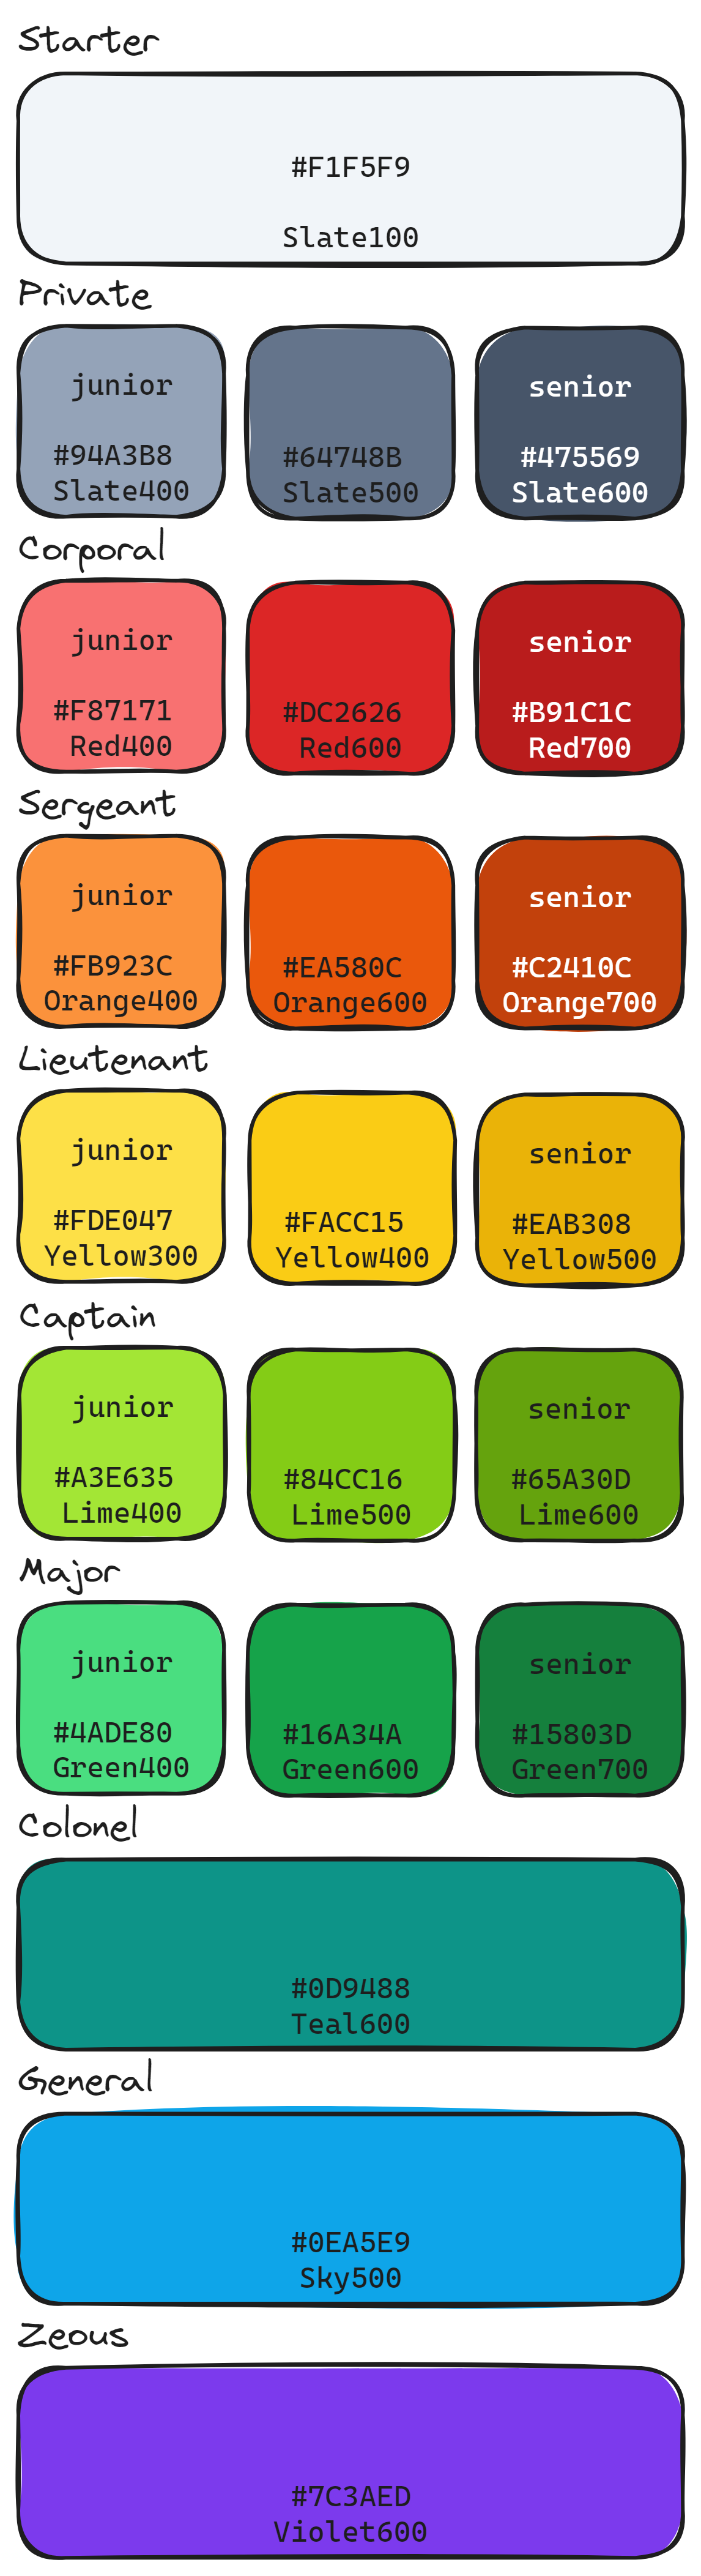 Starter
#F1F5F9
Slate100
Private
junior
#94A3B8
Slate400
#64748B
Slate500
senior
#475569
Slate600
Corporal
junior
#F87171
Red400
#DC2626
Red600
senior
#B91C1C
Red700
Sergeant
junior
#FB923C
Orange400
#EA580C
Orange600
senior
#C2410C
Orange700
Lieutenant
junior
#FDE047
Yellow300
#FACC15
Yellow400
senior
#EAB308
Yellow500
Captain
junior
#A3E635
Lime400
#84CC16
Lime500
senior
#65A30D
Lime600
Major
junior
#4ADE80
Green400
#16A34A
Green600
senior
#15803D
Green700
Colonel
#0D9488
Teal600
General
#0EA5E9
Sky500
Zeous
#7C3AED
Violet600